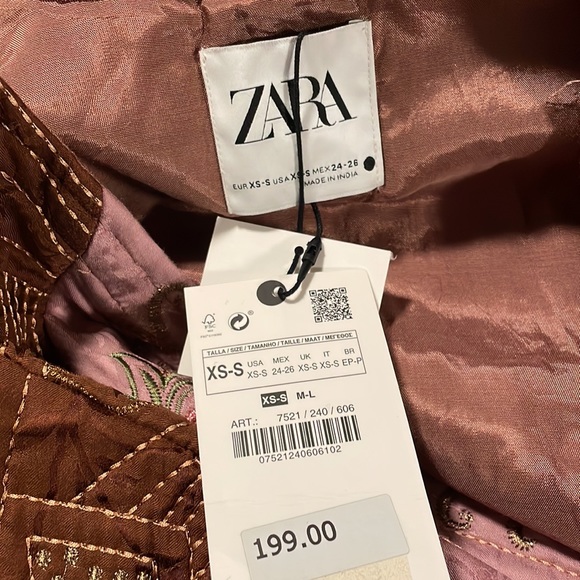 ZARA
EUR XS-S USA XS-S MEX 24-26
MADE IN INDIA
FSC
TALLA / SIZE / TAMANHO / TAILLE / MAAT / ΜΕΓΕΘΟΣ
XS-S
USA MEX UK IT BR
XS-S 24-26 XS-S XS-S EP-P
XS-S M-L
ART.: 7521 / 240 / 606
07521240606102
199.00